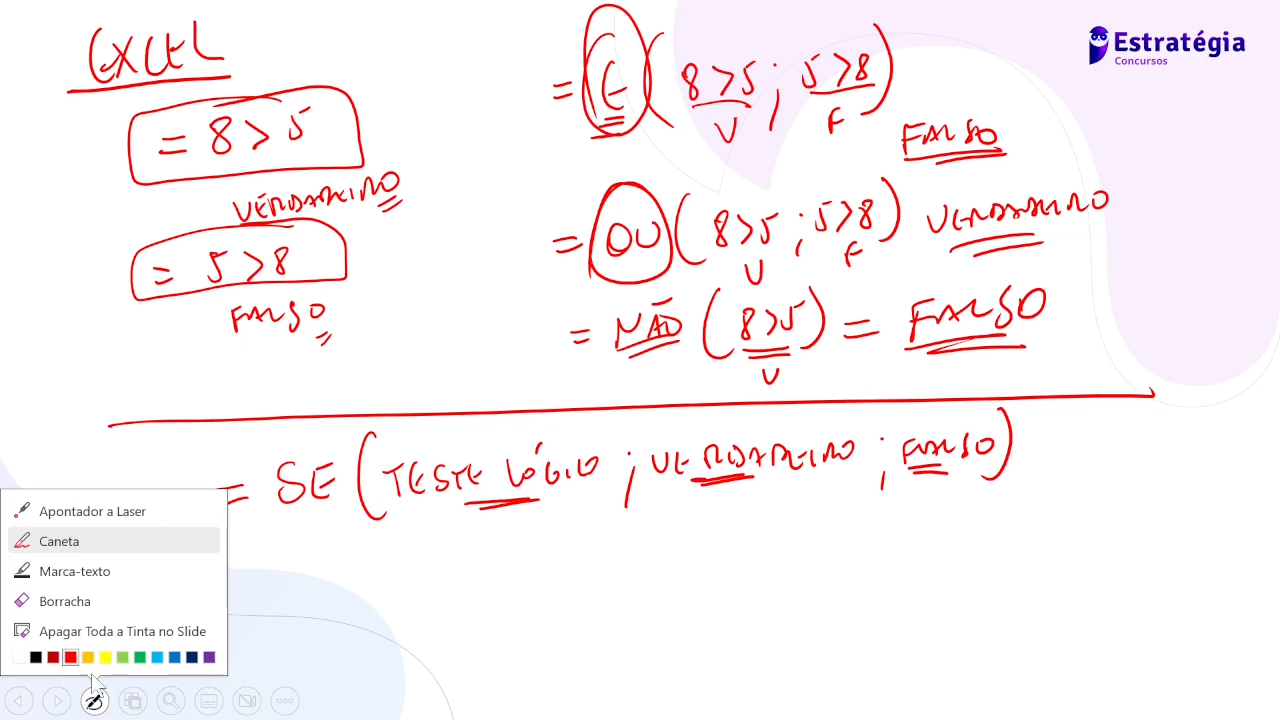 EXCEL
= 8 > 5
VERDADEIRO
= 5 > 8
FALSO
= E ( 8 > 5 ; 5 > 8 )
V F
FALSO
= OU ( 8 > 5 ; 5 > 8 ) VERDADEIRO
V F
= NÃO ( 8 > 5 ) = FALSO
V
= SE ( TESTE LÓGICO ; VERDADEIRO ; FALSO )
Estratégia
Concursos
Apontador a Laser
Caneta
Marca-texto
Borracha
Apagar Toda a Tinta no Slide